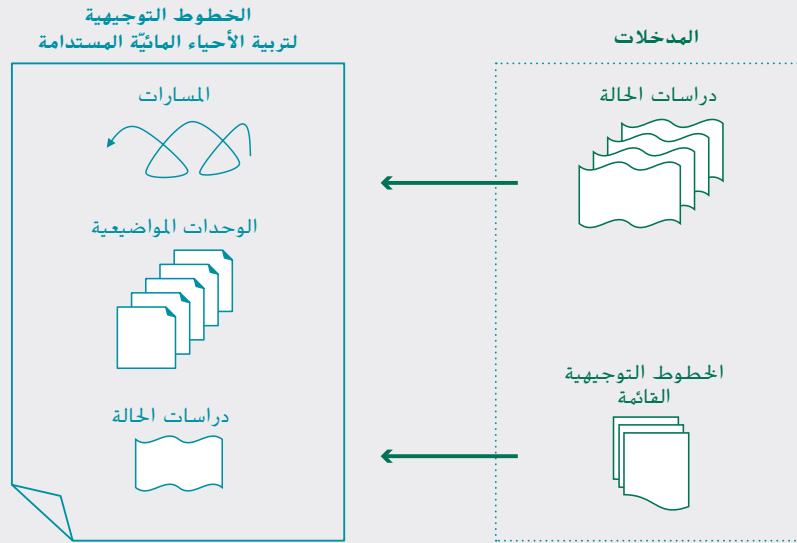 المدخلات
دراسات الحالة
الخطوط التوجيهية
القائمة
الخطوط التوجيهية
لتربية الأحياء المائيّة المستدامة
المسارات
الوحدات المواضيعية
دراسات الحالة